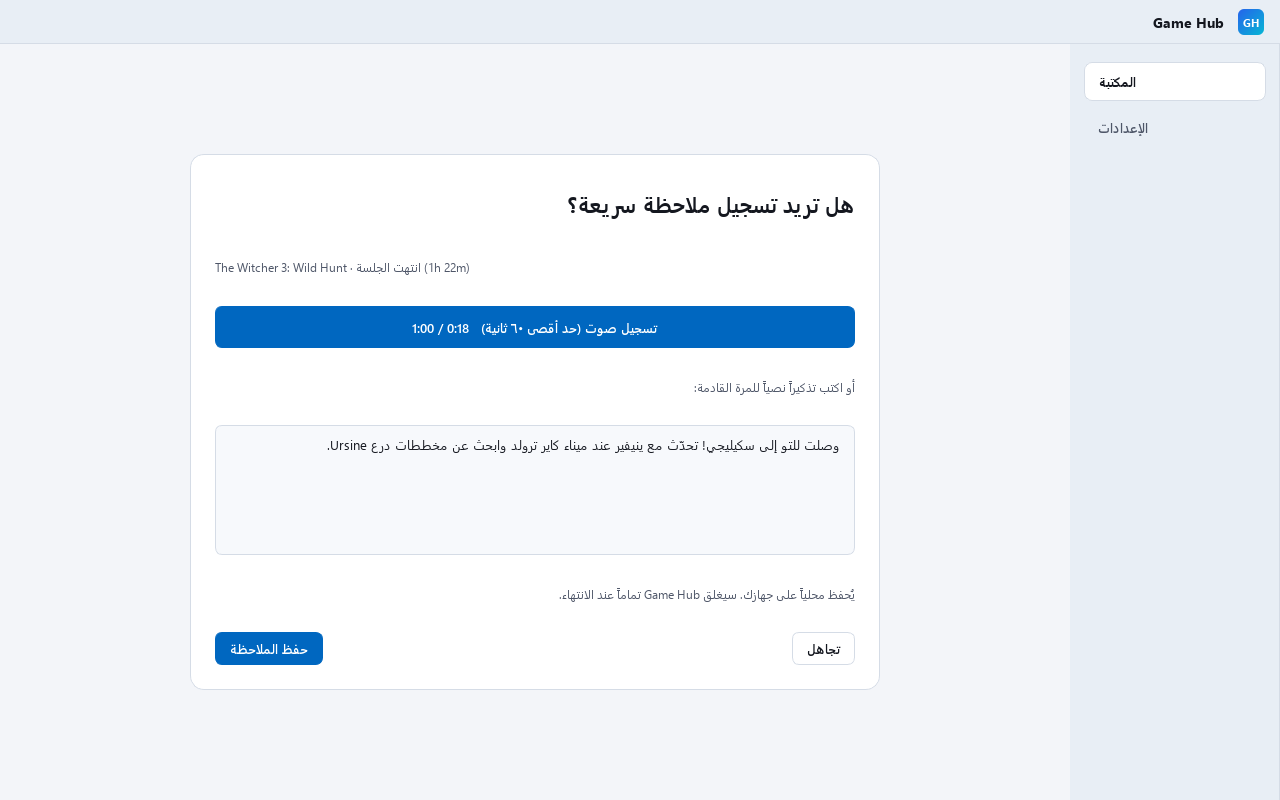 GH
Game Hub
المكتبة
الإعدادات
هل تريد تسجيل ملاحظة سريعة؟
The Witcher 3: Wild Hunt · انتهت الجلسة (1h 22m)
تسجيل صوت (حد أقصى ٦٠ ثانية) 0:18 / 1:00
أو اكتب تذكيراً نصياً للمرة القادمة:
وصلت للتو إلى سكيليجي! تحدّث مع ينيفير عند ميناء كاير ترولد وابحث عن مخططات درع Ursine.
يُحفظ محلياً على جهازك. سيغلق Game Hub تماماً عند الانتهاء.
تجاهل
حفظ الملاحظة